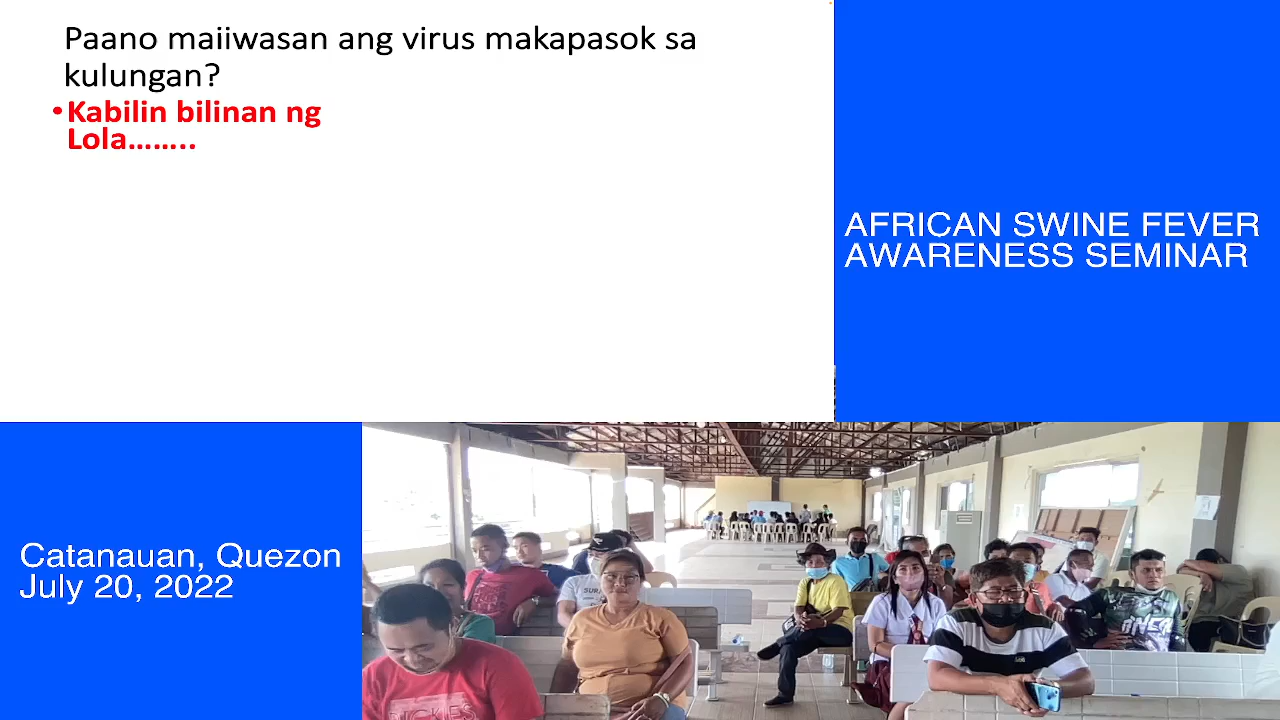 Paano maiiwasan ang virus makapasok sa
kulungan?
•Kabilin bilinan ng
Lola........
AFRICAN SWINE FEVER
AWARENESS SEMINAR
Catanauan, Quezon
July 20, 2022